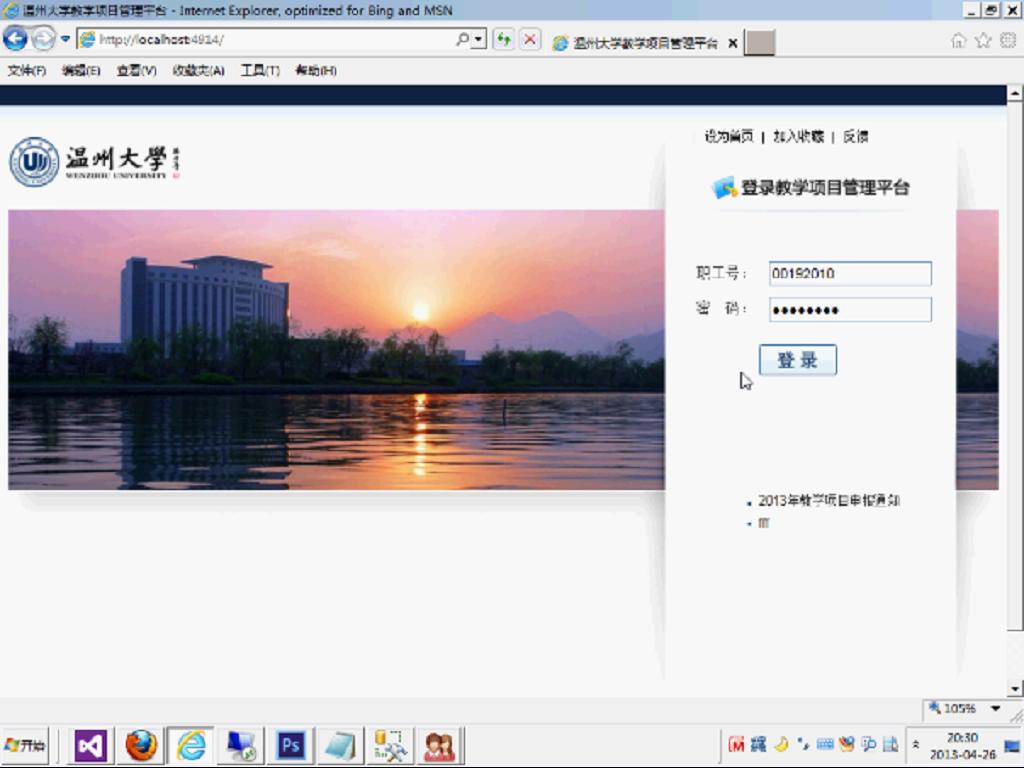 温州大学教学项目管理平台 - Internet Explorer, optimized for Bing and MSN
http://localhost:4914/
温州大学教学项目管理平台
文件(F) 编辑(E) 查看(V) 收藏夹(A) 工具(T) 帮助(H)
设为首页 | 加入收藏 | 反馈
温州大學
WENZHOU UNIVERSITY
登录教学项目管理平台
职工号： 00192010
密 码： ●●●●●●●●
登 录
2013年教学项目申报通知
fff
105%
开始
Ps
20:30
2013-04-26